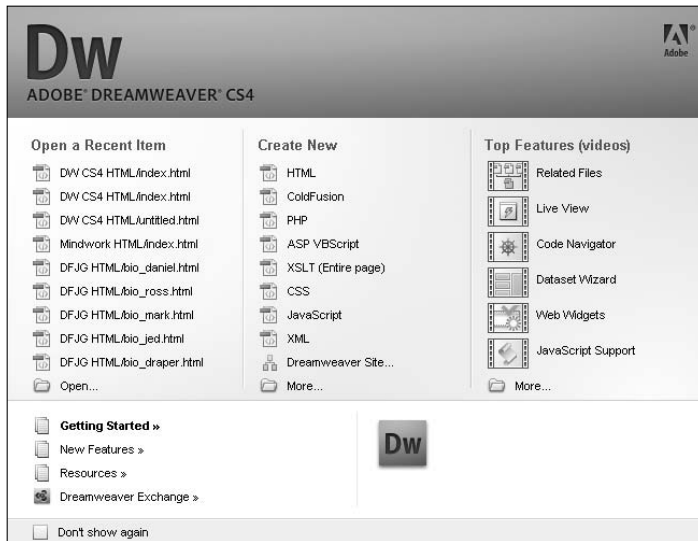 Dw
ADOBE® DREAMWEAVER® CS4
Adobe®
Open a Recent Item
DW CS4 HTML/index.html
DW CS4 HTML/index.html
DW CS4 HTML/untitled.html
Mindwork HTML/index.html
DFJG HTML/bio_daniel.html
DFJG HTML/bio_ross.html
DFJG HTML/bio_mark.html
DFJG HTML/bio_jed.html
DFJG HTML/bio_draper.html
Open...
Create New
HTML
ColdFusion
PHP
ASP VBScript
XSLT (Entire page)
CSS
JavaScript
XML
Dreamweaver Site...
More...
Top Features (videos)
Related Files
Live View
Code Navigator
Dataset Wizard
Web Widgets
JavaScript Support
More...
Getting Started »
New Features »
Resources »
Dreamweaver Exchange »
Dw
Don't show again